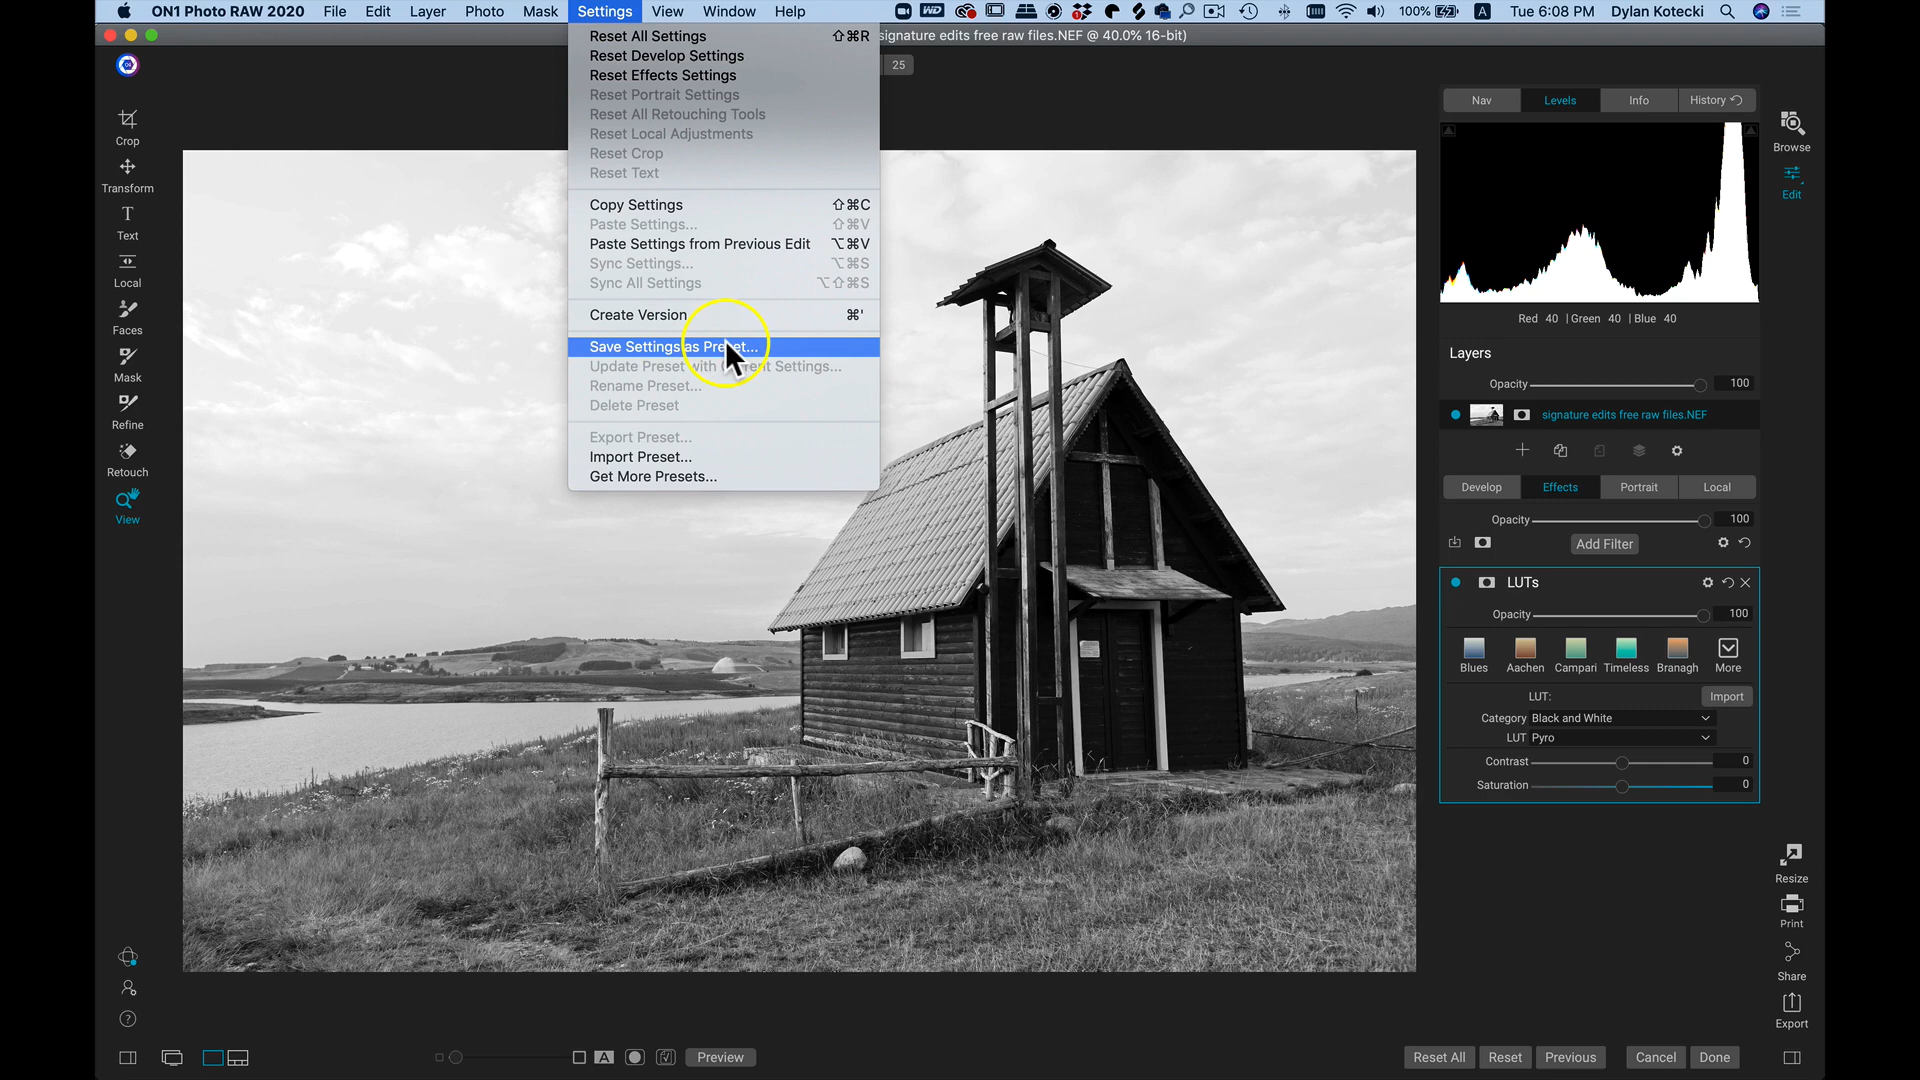 ON1 Photo RAW 2020 File Edit Layer Photo Mask Settings View Window Help 100% A Tue 6:08 PM Dylan Kotecki
signature edits free raw files.NEF @ 40.0% 16-bit)
25
Reset All Settings ⇧⌘R
Reset Develop Settings
Reset Effects Settings
Reset Portrait Settings
Reset All Retouching Tools
Reset Local Adjustments
Reset Crop
Reset Text
Copy Settings ⇧⌘C
Paste Settings... ⇧⌘V
Paste Settings from Previous Edit ⌥⌘V
Sync Settings... ⌥⌘S
Sync All Settings ⌥⇧⌘S
Create Version ⌘'
Save Settings as Preset...
Update Preset with Current Settings...
Rename Preset...
Delete Preset
Export Preset...
Import Preset...
Get More Presets...
Crop
Transform
Text
Local
Faces
Mask
Refine
Retouch
View
Nav Levels Info History
Red 40 | Green 40 | Blue 40
Layers
Opacity 100
signature edits free raw files.NEF
Develop Effects Portrait Local
Opacity 100
Add Filter
LUTs
Opacity 100
Blues Aachen Campari Timeless Branagh More
LUT: Import
Category Black and White
LUT Pyro
Contrast 0
Saturation 0
Browse
Edit
Resize
Print
Share
Export
A Preview Reset All Reset Previous Cancel Done